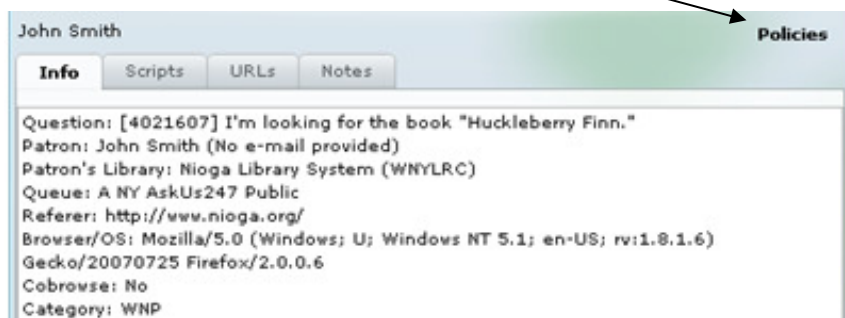 John Smith
Policies
Info Scripts URLs Notes
Question: [4021607] I'm looking for the book "Huckleberry Finn."
Patron: John Smith (No e-mail provided)
Patron's Library: Nioga Library System (WNYLRC)
Queue: A NY AskUs247 Public
Referer: http://www.nioga.org/
Browser/OS: Mozilla/5.0 (Windows; U; Windows NT 5.1; en-US; rv:1.8.1.6)
Gecko/20070725 Firefox/2.0.0.6
Cobrowse: No
Category: WNP